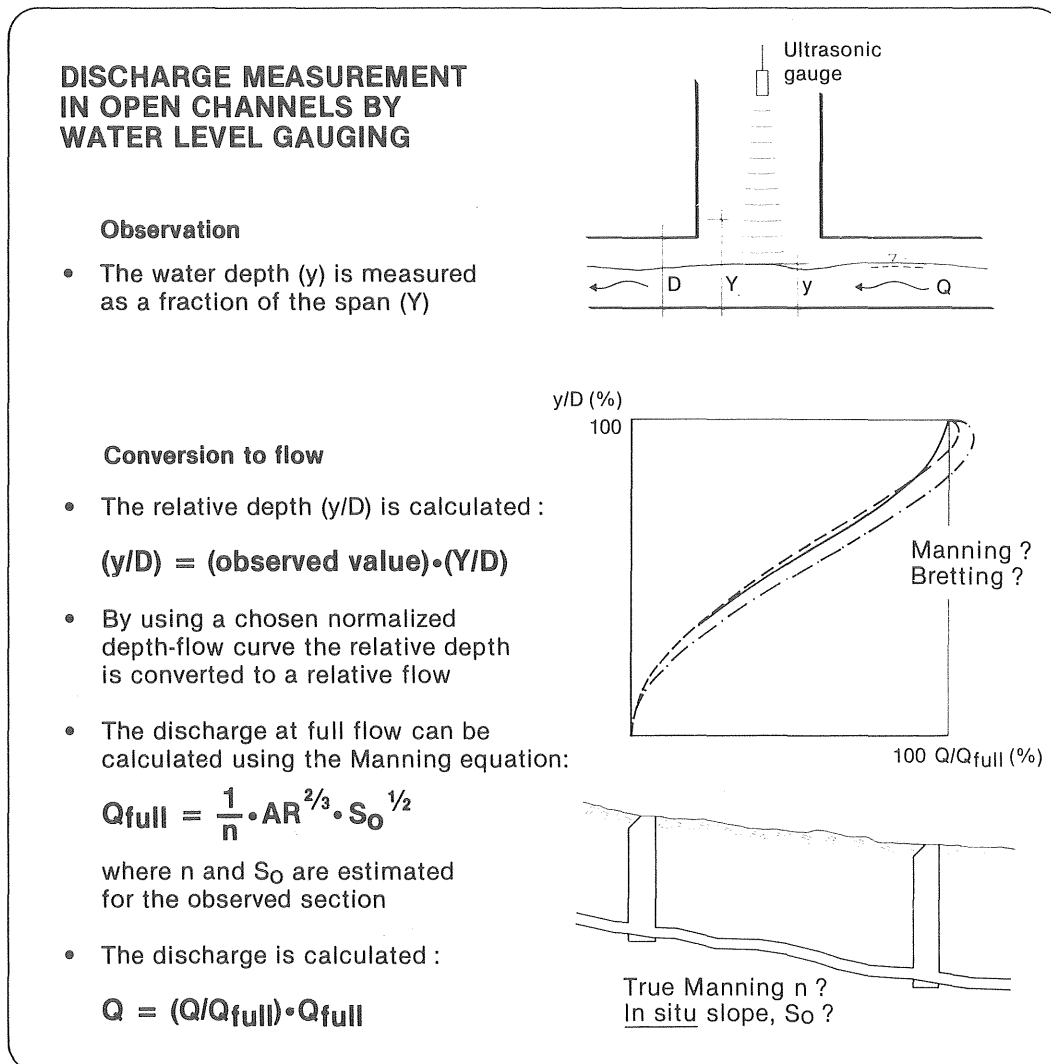 DISCHARGE MEASUREMENT
IN OPEN CHANNELS BY
WATER LEVEL GAUGING
Ultrasonic
gauge
Observation
• The water depth (y) is measured
as a fraction of the span (Y)
D Y y Q
Conversion to flow
• The relative depth (y/D) is calculated :
(y/D) = (observed value)•(Y/D)
• By using a chosen normalized
depth-flow curve the relative depth
is converted to a relative flow
• The discharge at full flow can be
calculated using the Manning equation:
Qfull = 1/n • AR^2/3 • So^1/2
where n and So are estimated
for the observed section
• The discharge is calculated :
Q = (Q/Qfull)•Qfull
y/D (%)
100
Manning ?
Bretting ?
100 Q/Qfull (%)
True Manning n ?
In situ slope, So ?